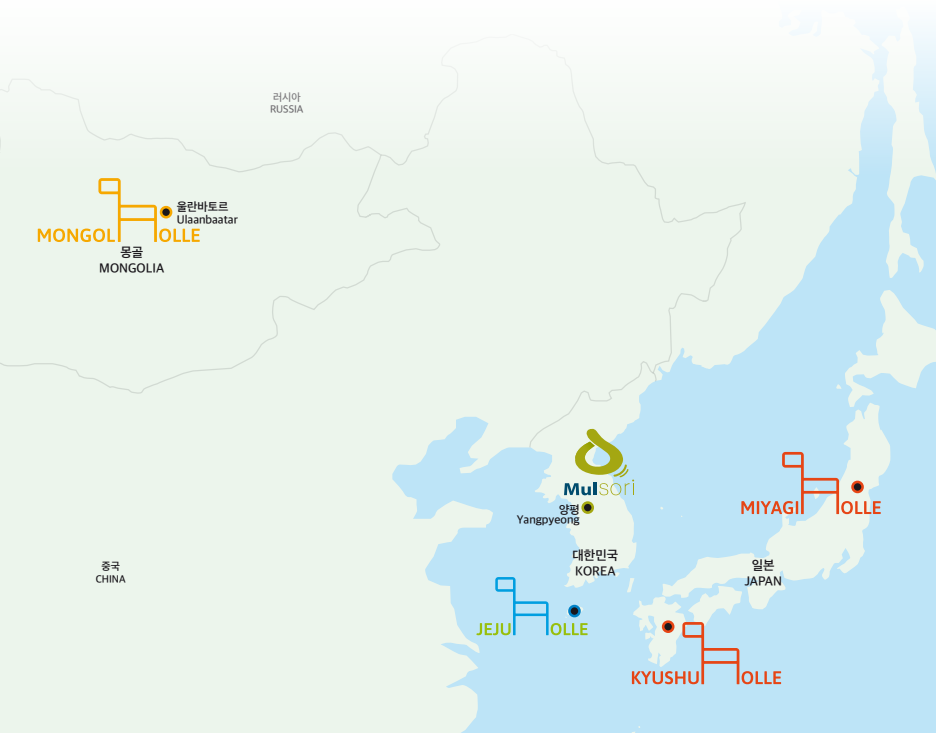 러시아
RUSSIA
울란바토르
Ulaanbaatar
MONGOL OLLE
몽골
MONGOLIA
Mulsori
양평
Yangpyeong
MIYAGI OLLE
대한민국
KOREA
중국
CHINA
일본
JAPAN
JEJU OLLE
KYUSHU OLLE